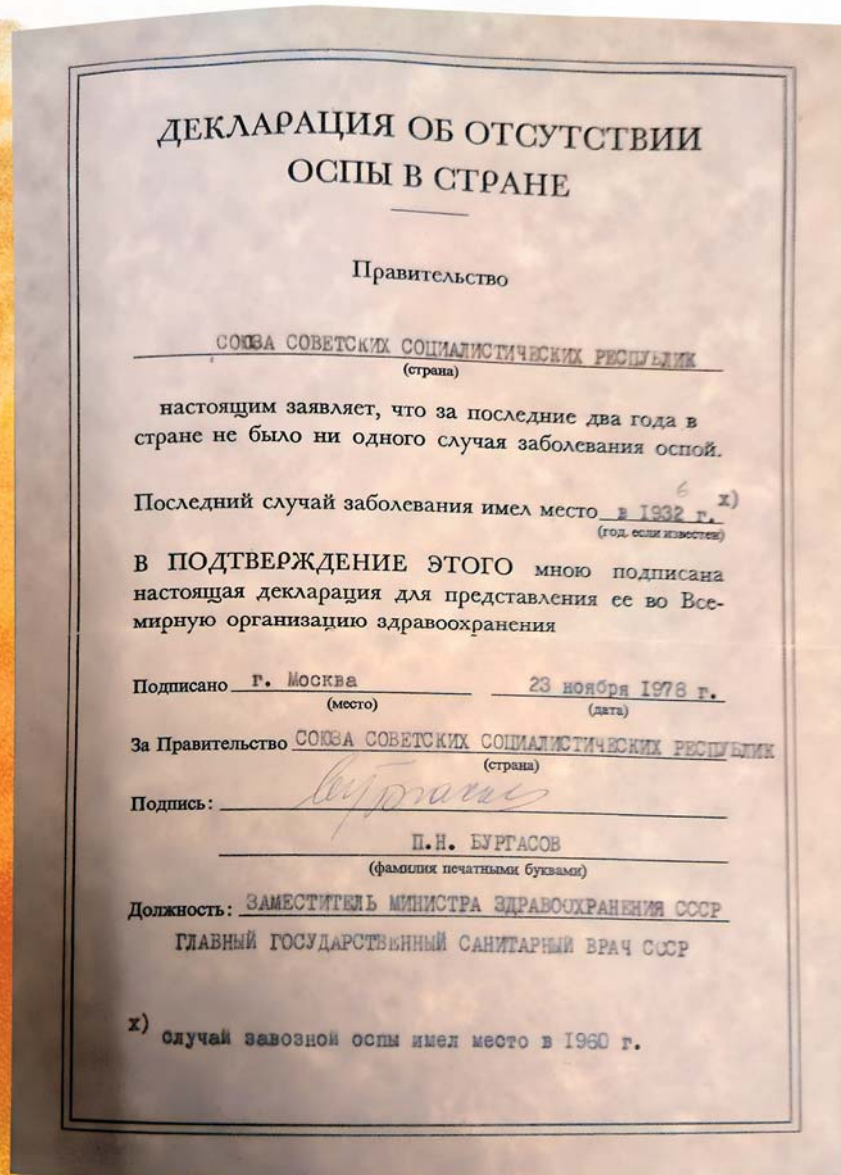 ДЕКЛАРАЦИЯ ОБ ОТСУТСТВИИ
ОСПЫ В СТРАНЕ
Правительство
СОЮЗА СОВЕТСКИХ СОЦИАЛИСТИЧЕСКИХ РЕСПУБЛИК
(страна)
настоящим заявляет, что за последние два года в
стране не было ни одного случая заболевания оспой.
6
Последний случай заболевания имел место в 1932 г. х)
(год, если известен)
В ПОДТВЕРЖДЕНИЕ ЭТОГО мною подписана
настоящая декларация для представления ее во Все-
мирную организацию здравоохранения
Подписано г. Москва 23 ноября 1978 г.
(место) (дата)
За Правительство СОЮЗА СОВЕТСКИХ СОЦИАЛИСТИЧЕСКИХ РЕСПУБЛИК
(страна)
Подпись:
П.Н. БУРГАСОВ
(фамилия печатными буквами)
Должность: ЗАМЕСТИТЕЛЬ МИНИСТРА ЗДРАВООХРАНЕНИЯ СССР
ГЛАВНЫЙ ГОСУДАРСТВЕННЫЙ САНИТАРНЫЙ ВРАЧ СССР
х) случай завозной оспы имел место в 1960 г.